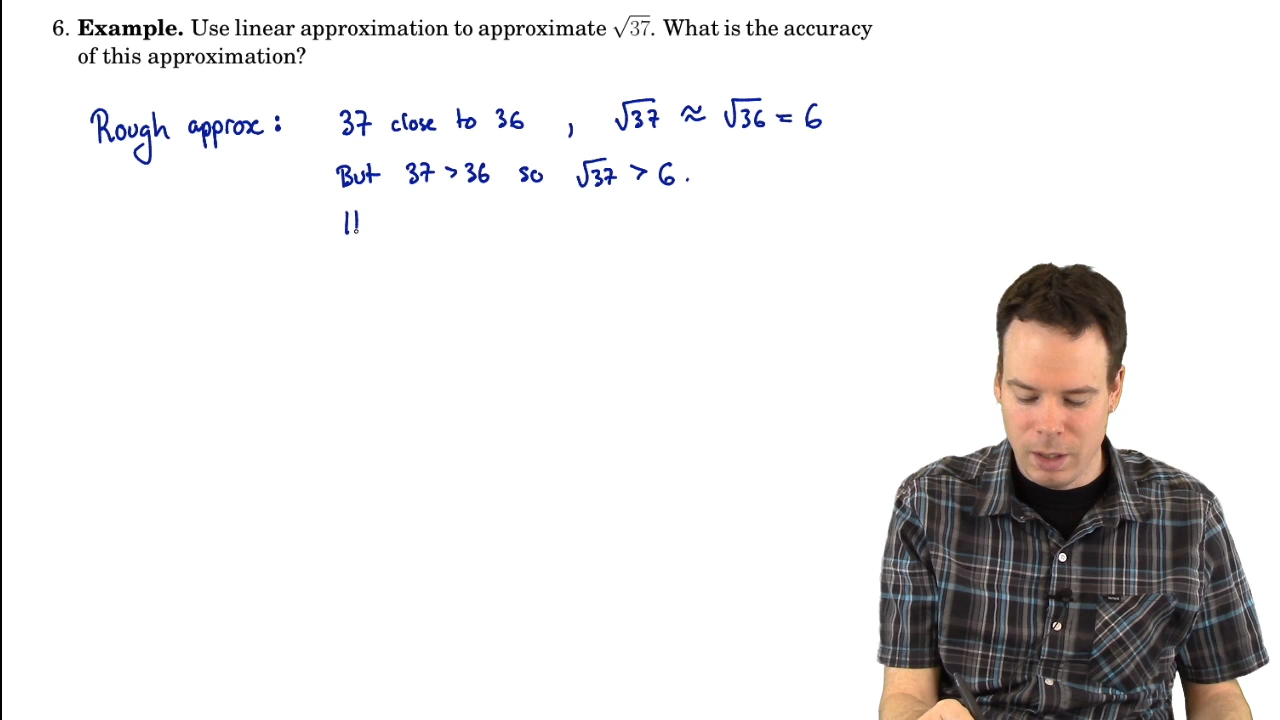 6. Example. Use linear approximation to approximate √37. What is the accuracy
of this approximation?
Rough approx: 37 close to 36 , √37 ≈ √36 = 6
But 37 > 36 so √37 > 6.